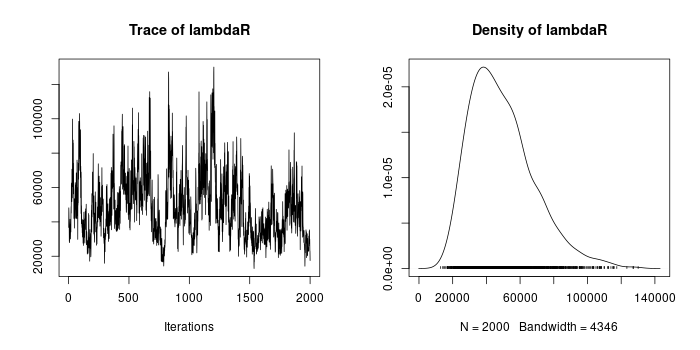 Trace of lambdaR
20000 60000 100000
0 500 1000 1500 2000
Iterations
Density of lambdaR
0.0e+00 1.0e-05 2.0e-05
0 20000 60000 100000 140000
N = 2000 Bandwidth = 4346